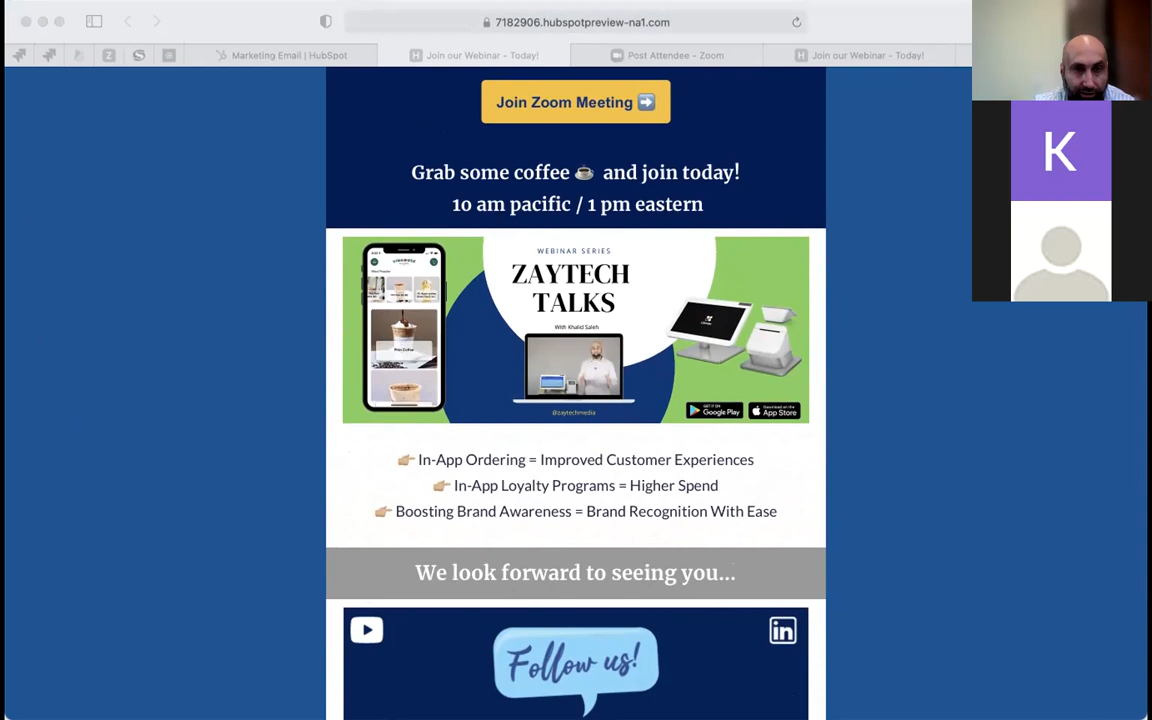 7182906.hubspotpreview-na1.com
Marketing Email | HubSpot
Join our Webinar - Today!
Post Attendee - Zoom
Join our Webinar - Today!
Join Zoom Meeting ➡️
Grab some coffee ☕ and join today!
10 am pacific / 1 pm eastern
WEBINAR SERIES
ZAYTECH
TALKS
With Khalid Saleh
@zaytechmedia
GET IT ON
Google Play
Download on the
App Store
👉🏼 In-App Ordering = Improved Customer Experiences
👉🏼 In-App Loyalty Programs = Higher Spend
👉🏼 Boosting Brand Awareness = Brand Recognition With Ease
We look forward to seeing you...
in
Follow us!
K